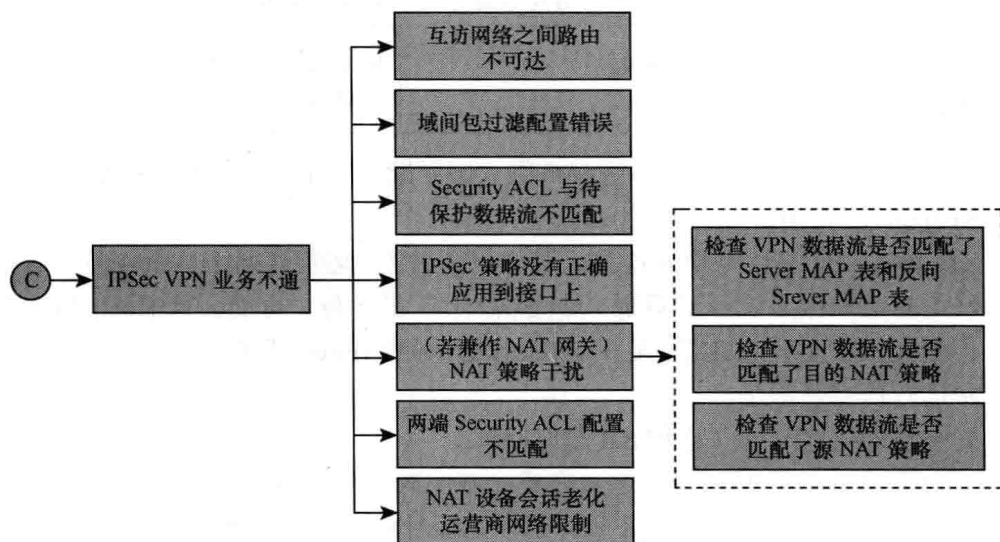 互访网络之间路由
不可达
域间包过滤配置错误
Security ACL 与待
保护数据流不匹配
C
IPSec VPN 业务不通
IPSec 策略没有正确
应用到接口上
（若兼作 NAT 网关）
NAT 策略干扰
两端 Security ACL 配置
不匹配
NAT 设备会话老化
运营商网络限制
检查 VPN 数据流是否匹配了
Server MAP 表和反向
Srever MAP 表
检查 VPN 数据流是否
匹配了目的 NAT 策略
检查 VPN 数据流是否
匹配了源 NAT 策略